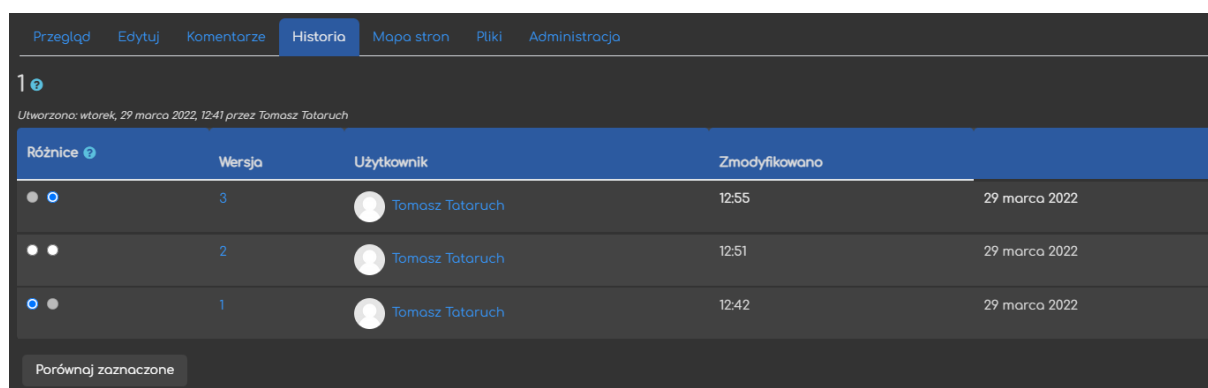 Przegląd Edytuj Komentarze Historia Mapa stron Pliki Administracja
1
Utworzono: wtorek, 29 marca 2022, 12:41 przez Tomasz Tataruch
Różnice Wersja Użytkownik Zmodyfikowano
3 Tomasz Tataruch 12:55 29 marca 2022
2 Tomasz Tataruch 12:51 29 marca 2022
1 Tomasz Tataruch 12:42 29 marca 2022
Porównaj zaznaczone